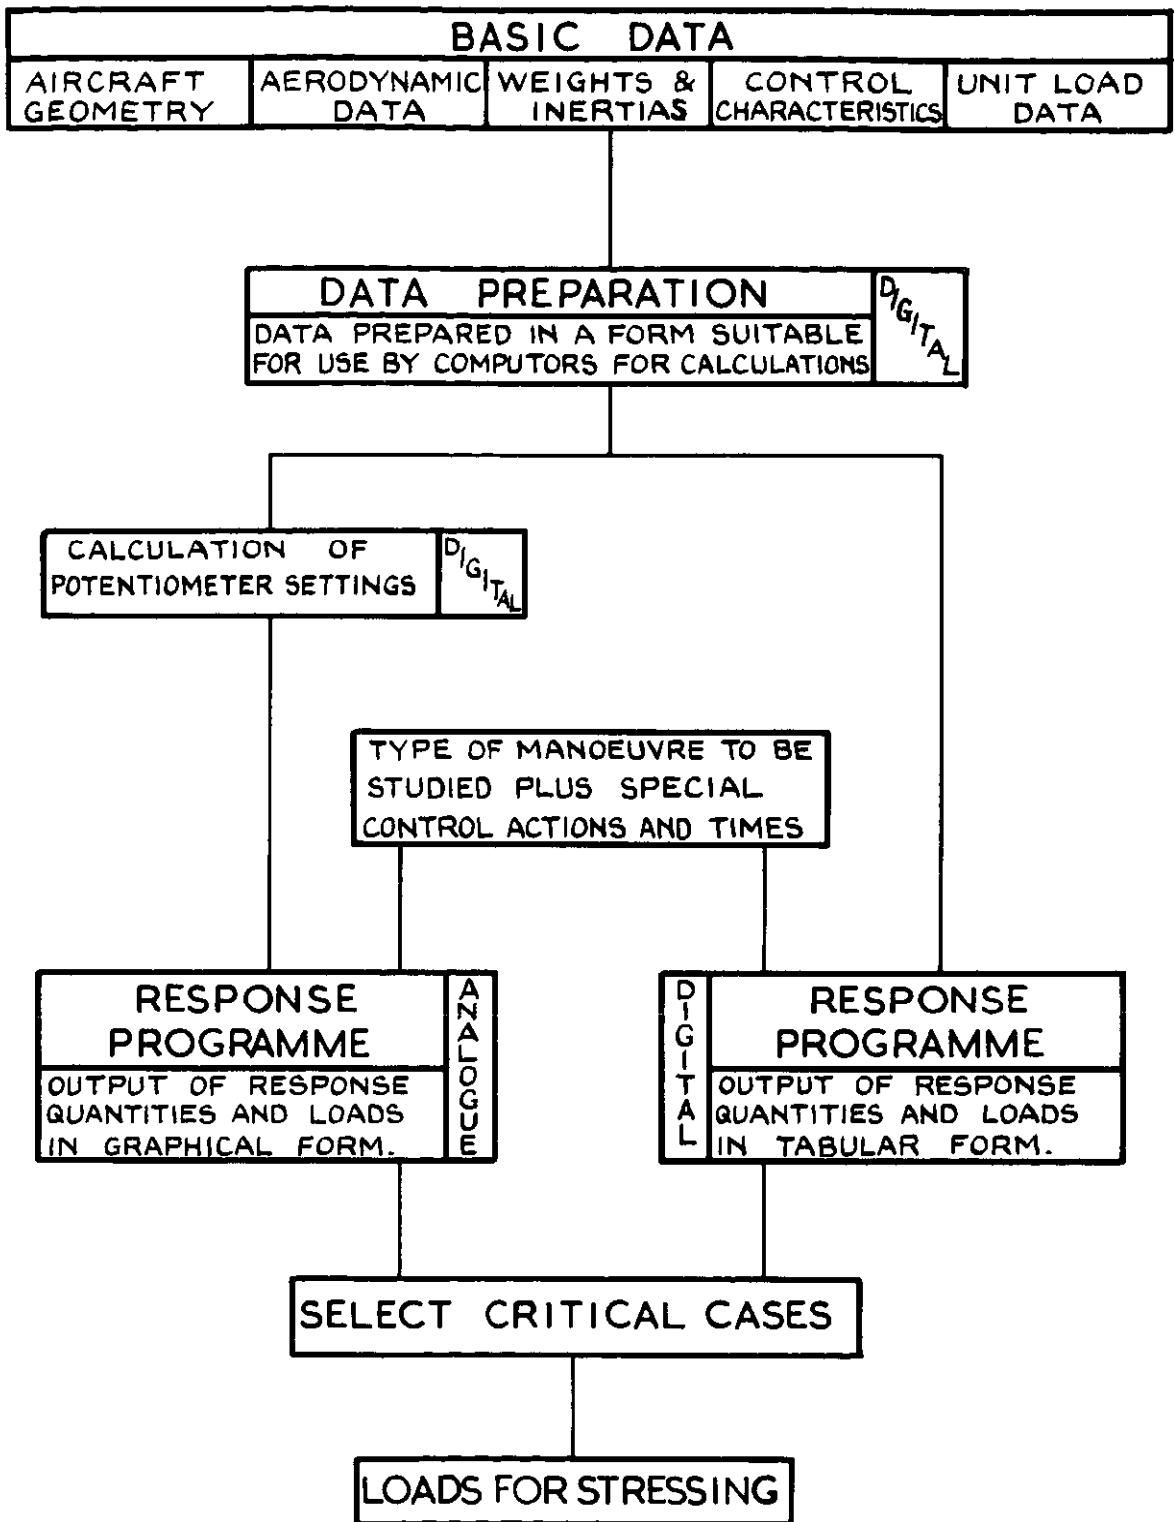 BASIC DATA
AIRCRAFT
GEOMETRY
AERODYNAMIC
DATA
WEIGHTS &
INERTIAS
CONTROL
CHARACTERISTICS
UNIT LOAD
DATA
DATA PREPARATION
DATA PREPARED IN A FORM SUITABLE
FOR USE BY COMPUTORS FOR CALCULATIONS
DIGITAL
CALCULATION OF
POTENTIOMETER SETTINGS
DIGITAL
TYPE OF MANOEUVRE TO BE
STUDIED PLUS SPECIAL
CONTROL ACTIONS AND TIMES
RESPONSE
PROGRAMME
OUTPUT OF RESPONSE
QUANTITIES AND LOADS
IN GRAPHICAL FORM.
ANALOGUE
DIGITAL
RESPONSE
PROGRAMME
OUTPUT OF RESPONSE
QUANTITIES AND LOADS
IN TABULAR FORM.
SELECT CRITICAL CASES
LOADS FOR STRESSING